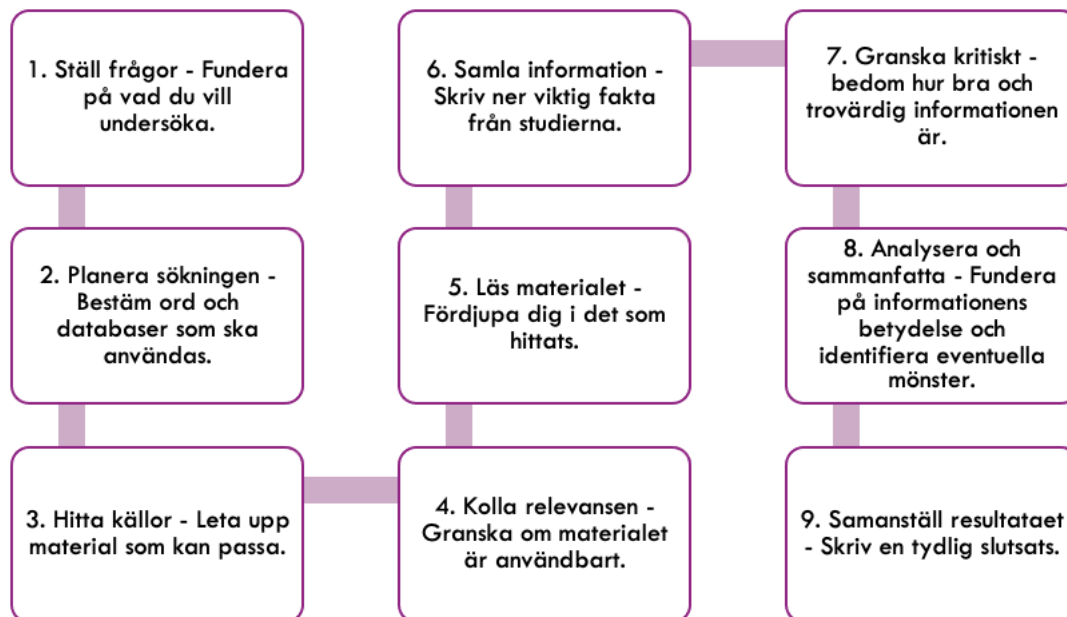 1. Ställ frågor - Fundera
på vad du vill
undersöka.
2. Planera sökningen -
Bestäm ord och
databaser som ska
användas.
3. Hitta källor - Leta upp
material som kan passa.
4. Kolla relevansen -
Granska om materialet
är användbart.
5. Läs materialet -
Fördjupa dig i det som
hittats.
6. Samla information -
Skriv ner viktig fakta
från studierna.
7. Granska kritiskt -
bedom hur bra och
trovärdig informationen
är.
8. Analysera och
sammanfatta - Fundera
på informationens
betydelse och
identifiera eventuella
mönster.
9. Samanställ resultataet
- Skriv en tydlig slutsats.